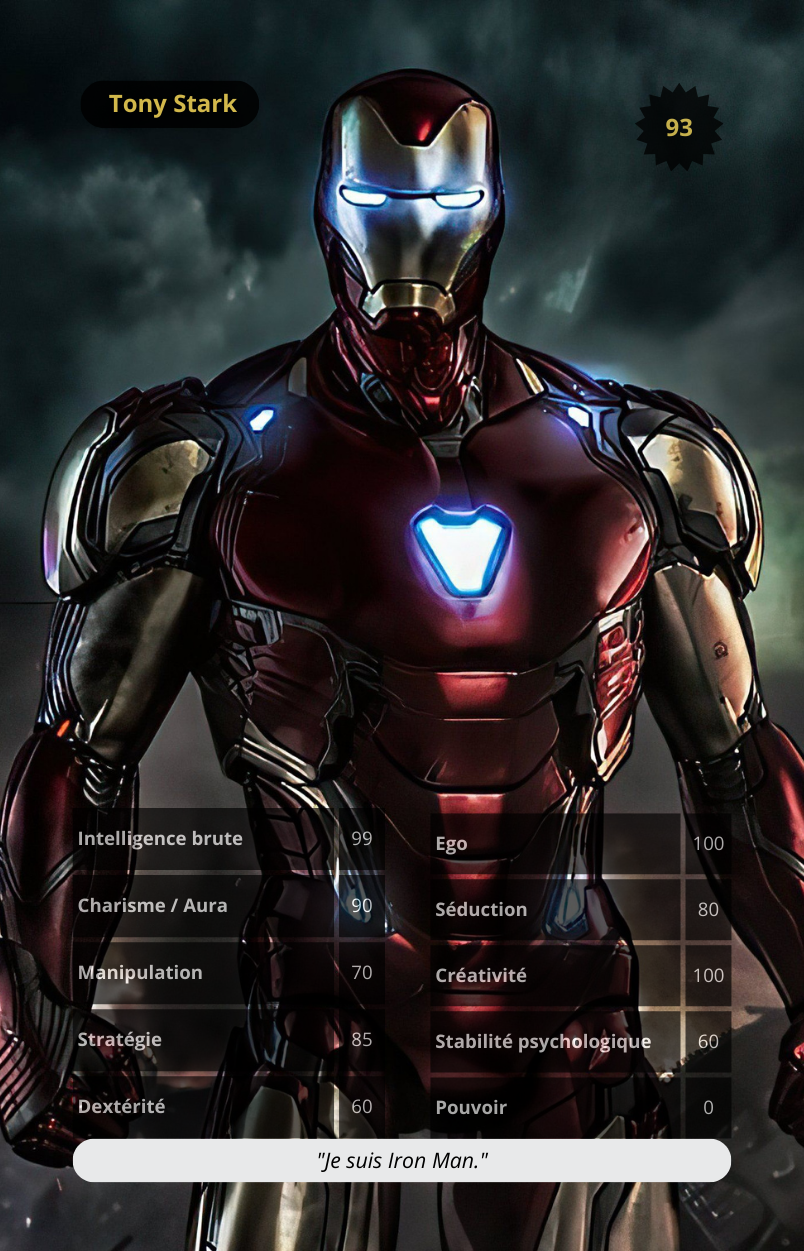 Tony Stark
93
Intelligence brute 99
Charisme / Aura 90
Manipulation 70
Stratégie 85
Dextérité 60
Ego 100
Séduction 80
Créativité 100
Stabilité psychologique 60
Pouvoir 0
"Je suis Iron Man."